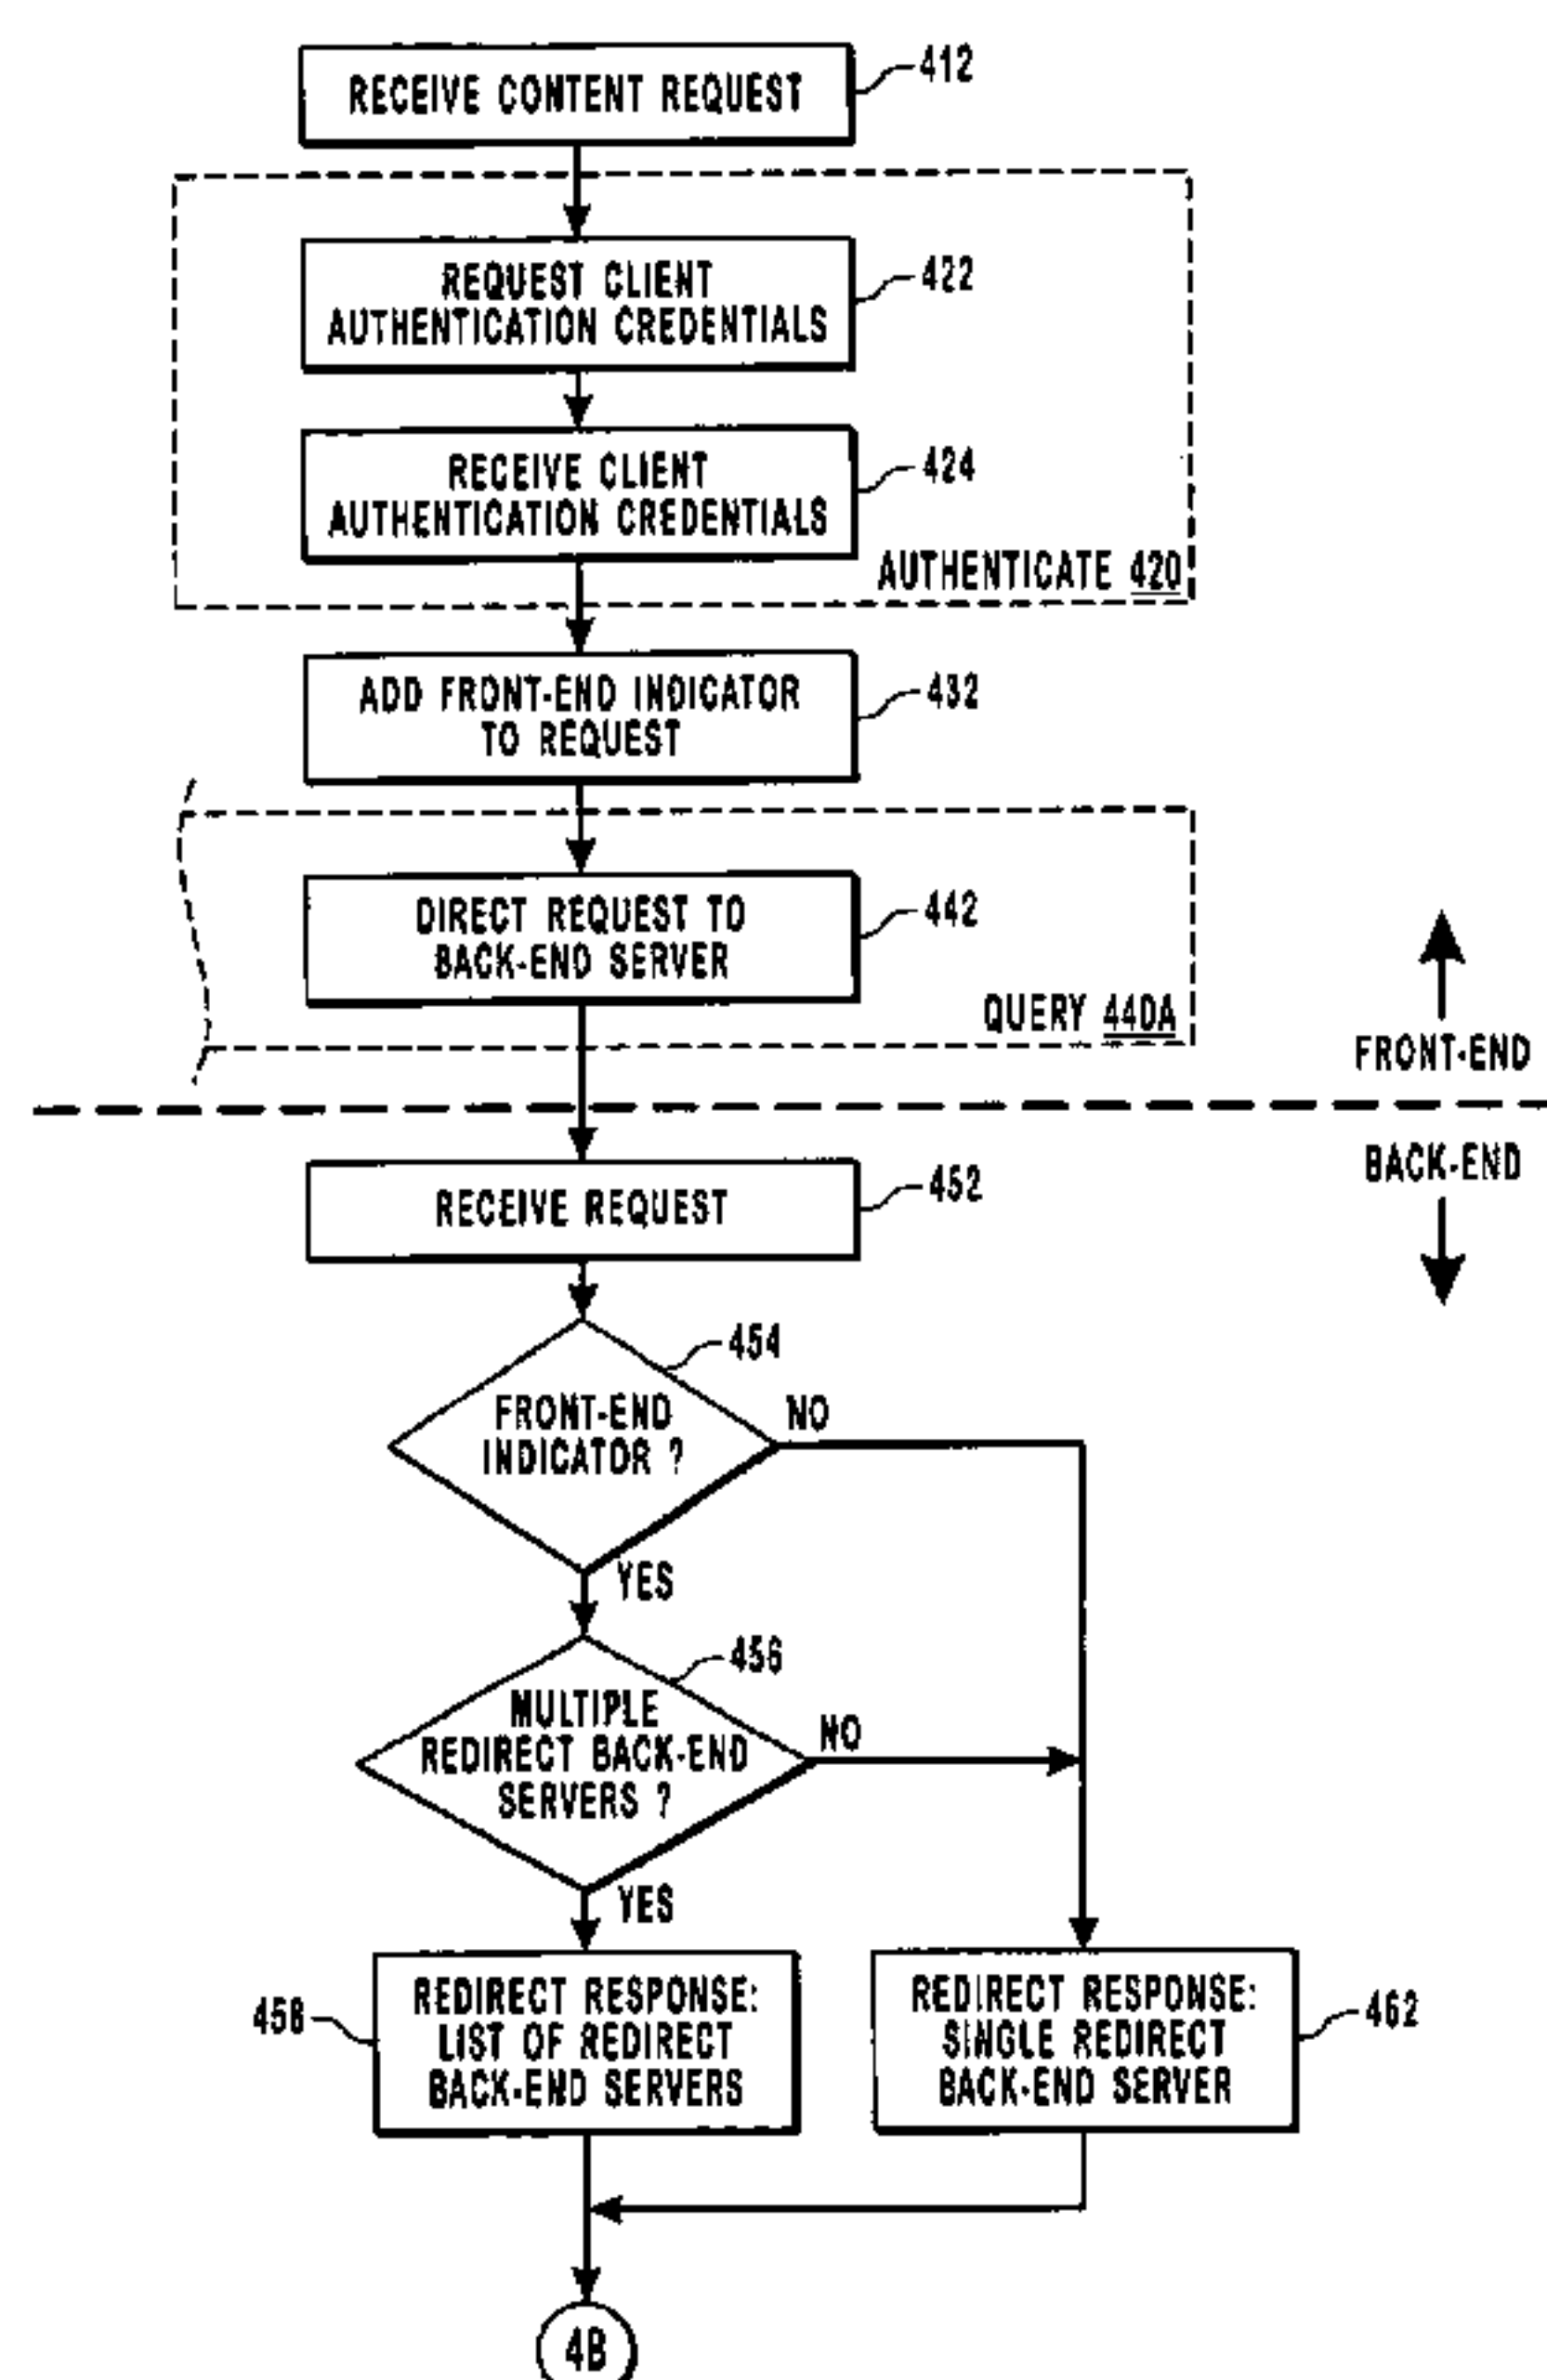 RECEIVE CONTENT REQUEST
412
REQUEST CLIENT
AUTHENTICATION CREDENTIALS
422
RECEIVE CLIENT
AUTHENTICATION CREDENTIALS
424
AUTHENTICATE 420
ADD FRONT-END INDICATOR
TO REQUEST
432
DIRECT REQUEST TO
BACK-END SERVER
442
QUERY 440A
FRONT-END
BACK-END
RECEIVE REQUEST
452
454
FRONT-END
INDICATOR ?
NO
YES
456
MULTIPLE
REDIRECT BACK-END
SERVERS ?
NO
YES
458
REDIRECT RESPONSE:
LIST OF REDIRECT
BACK-END SERVERS
REDIRECT RESPONSE:
SINGLE REDIRECT
BACK-END SERVER
462
4B